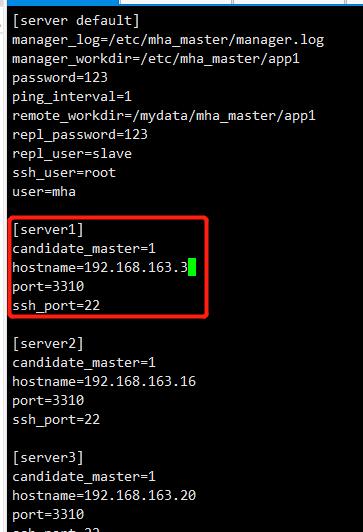 [server default]
manager_log=/etc/mha_master/manager.log
manager_workdir=/etc/mha_master/app1
password=123
ping_interval=1
remote_workdir=/mydata/mha_master/app1
repl_password=123
repl_user=slave
ssh_user=root
user=mha
[server1]
candidate_master=1
hostname=192.168.163.3
port=3310
ssh_port=22
[server2]
candidate_master=1
hostname=192.168.163.16
port=3310
ssh_port=22
[server3]
candidate_master=1
hostname=192.168.163.20
port=3310
ssh_port=22